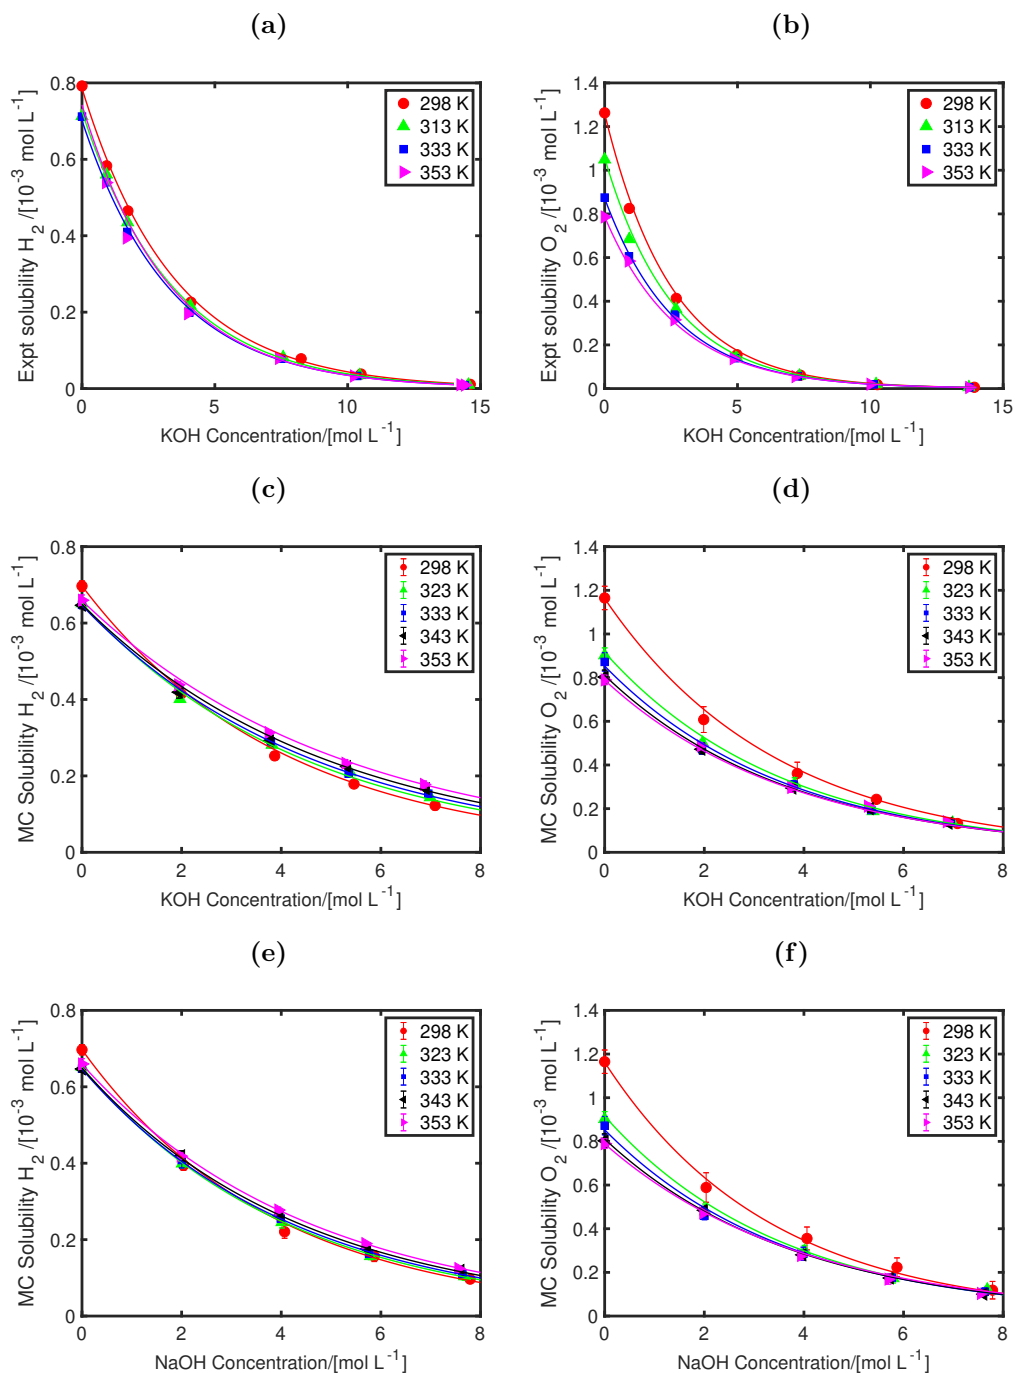 (a)
(b)
Expt solubility H2 /[10-3 mol L-1]
0.8
0.6
0.4
0.2
0
0
5
10
15
KOH Concentration/[mol L-1]
298 K
313 K
333 K
353 K
Expt solubility O2 /[10-3 mol L-1]
1.4
1.2
1
0.8
0.6
0.4
0.2
0
0
5
10
15
KOH Concentration/[mol L-1]
298 K
313 K
333 K
353 K
(c)
(d)
MC Solubility H2 /[10-3 mol L-1]
0.8
0.6
0.4
0.2
0
0
2
4
6
8
KOH Concentration/[mol L-1]
298 K
323 K
333 K
343 K
353 K
MC Solubility O2 /[10-3 mol L-1]
1.4
1.2
1
0.8
0.6
0.4
0.2
0
0
2
4
6
8
KOH Concentration/[mol L-1]
298 K
323 K
333 K
343 K
353 K
(e)
(f)
MC Solubility H2 /[10-3 mol L-1]
0.8
0.6
0.4
0.2
0
0
2
4
6
8
NaOH Concentration/[mol L-1]
298 K
323 K
333 K
343 K
353 K
MC Solubility O2 /[10-3 mol L-1]
1.4
1.2
1
0.8
0.6
0.4
0.2
0
0
2
4
6
8
NaOH Concentration/[mol L-1]
298 K
323 K
333 K
343 K
353 K